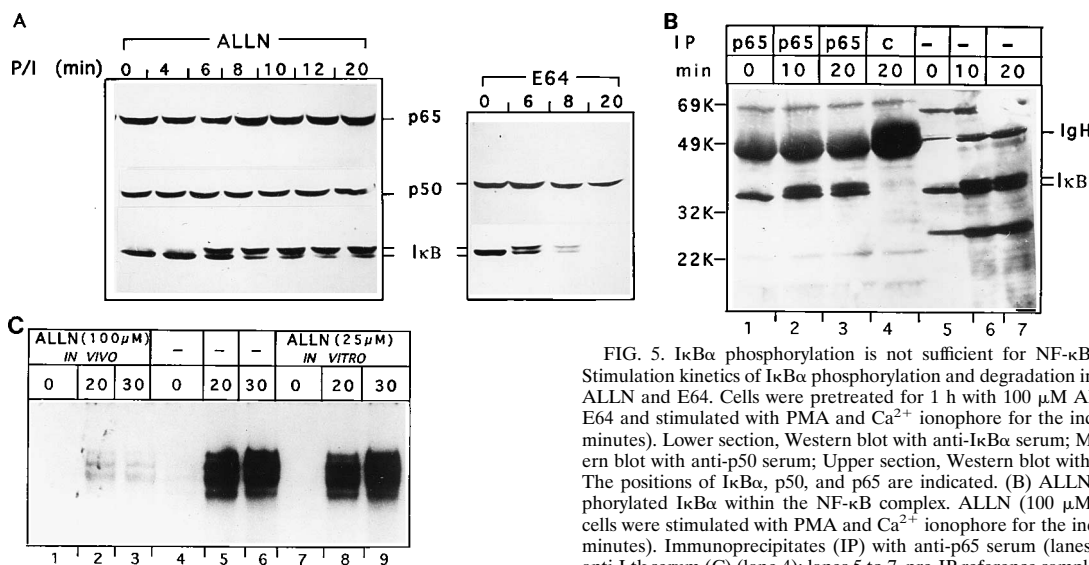 A
ALLN
P/I (min) 0 4 6 8 10 12 20
p65
p50
IκB
E64
0 6 8 20
B
IP p65 p65 p65 C - - -
min 0 10 20 20 0 10 20
69K
49K
32K
22K
IgH
IκB
1 2 3 4 5 6 7
C
ALLN (100μM) - - - ALLN (25μM)
IN VIVO IN VITRO
0 20 30 0 20 30 0 20 30
1 2 3 4 5 6 7 8 9
FIG. 5. IκBα phosphorylation is not sufficient for NF-κB
Stimulation kinetics of IκBα phosphorylation and degradation in
ALLN and E64. Cells were pretreated for 1 h with 100 μM A
E64 and stimulated with PMA and Ca²⁺ ionophore for the inc
minutes). Lower section, Western blot with anti-IκBα serum; M
ern blot with anti-p50 serum; Upper section, Western blot with
The positions of IκBα, p50, and p65 are indicated. (B) ALLN
phorylated IκBα within the NF-κB complex. ALLN (100 μM
cells were stimulated with PMA and Ca²⁺ ionophore for the inc
minutes). Immunoprecipitates (IP) with anti-p65 serum (lanes